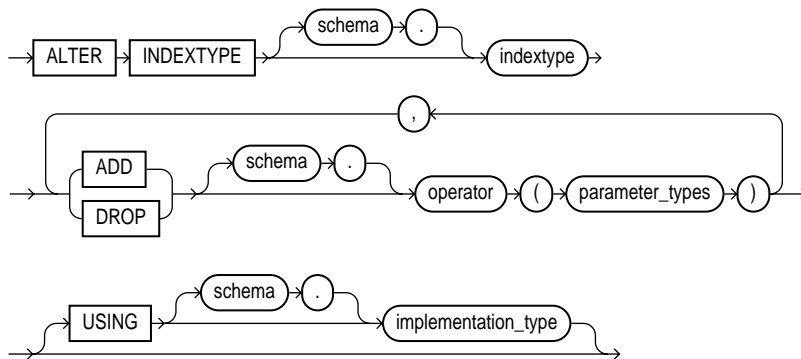 schema .
ALTER INDEXTYPE indextype
,
ADD schema .
operator ( parameter_types )
DROP
schema .
USING implementation_type